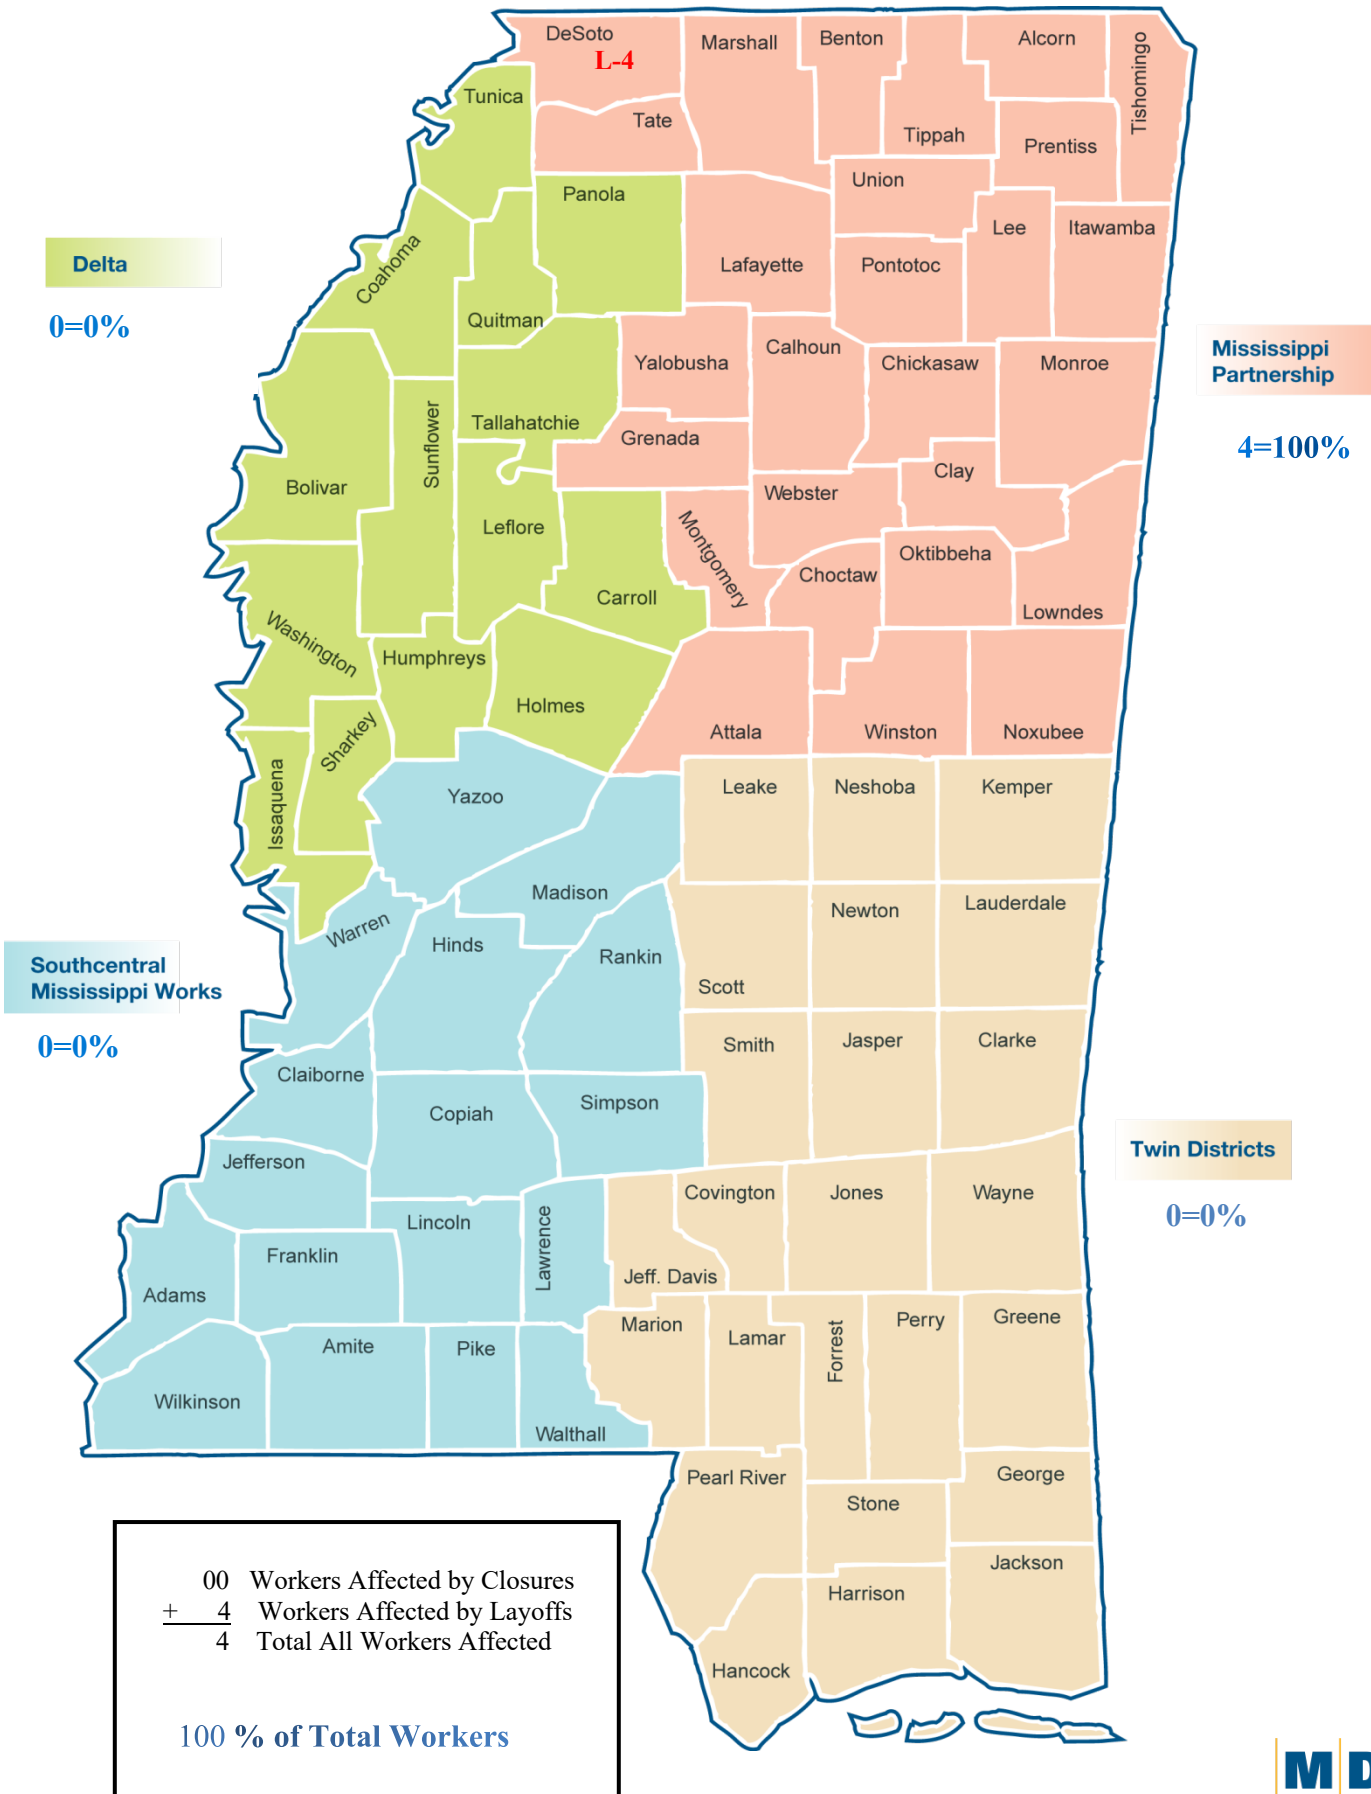 DeSoto
L-4
Marshall
Benton
Alcorn
Tishomingo
Tunica
Tate
Tippah
Prentiss
Panola
Union
Lee
Itawamba
Coahoma
Lafayette
Pontotoc
Delta
0=0%
Quitman
Yalobusha
Calhoun
Chickasaw
Monroe
Mississippi
Partnership
4=100%
Tallahatchie
Sunflower
Grenada
Bolivar
Clay
Webster
Leflore
Montgomery
Oktibbeha
Choctaw
Carroll
Lowndes
Washington
Humphreys
Holmes
Sharkey
Attala
Winston
Noxubee
Issaquena
Yazoo
Leake
Neshoba
Kemper
Madison
Newton
Lauderdale
Warren
Hinds
Rankin
Scott
Southcentral
Mississippi Works
0=0%
Smith
Jasper
Clarke
Claiborne
Copiah
Simpson
Jefferson
Twin Districts
0=0%
Covington
Jones
Wayne
Lincoln
Lawrence
Franklin
Jeff. Davis
Adams
Marion
Lamar
Forrest
Perry
Greene
Amite
Pike
Wilkinson
Walthall
Pearl River
George
Stone
Jackson
Harrison
Hancock
00 Workers Affected by Closures
+ 4 Workers Affected by Layoffs
4 Total All Workers Affected
100 % of Total Workers
M D